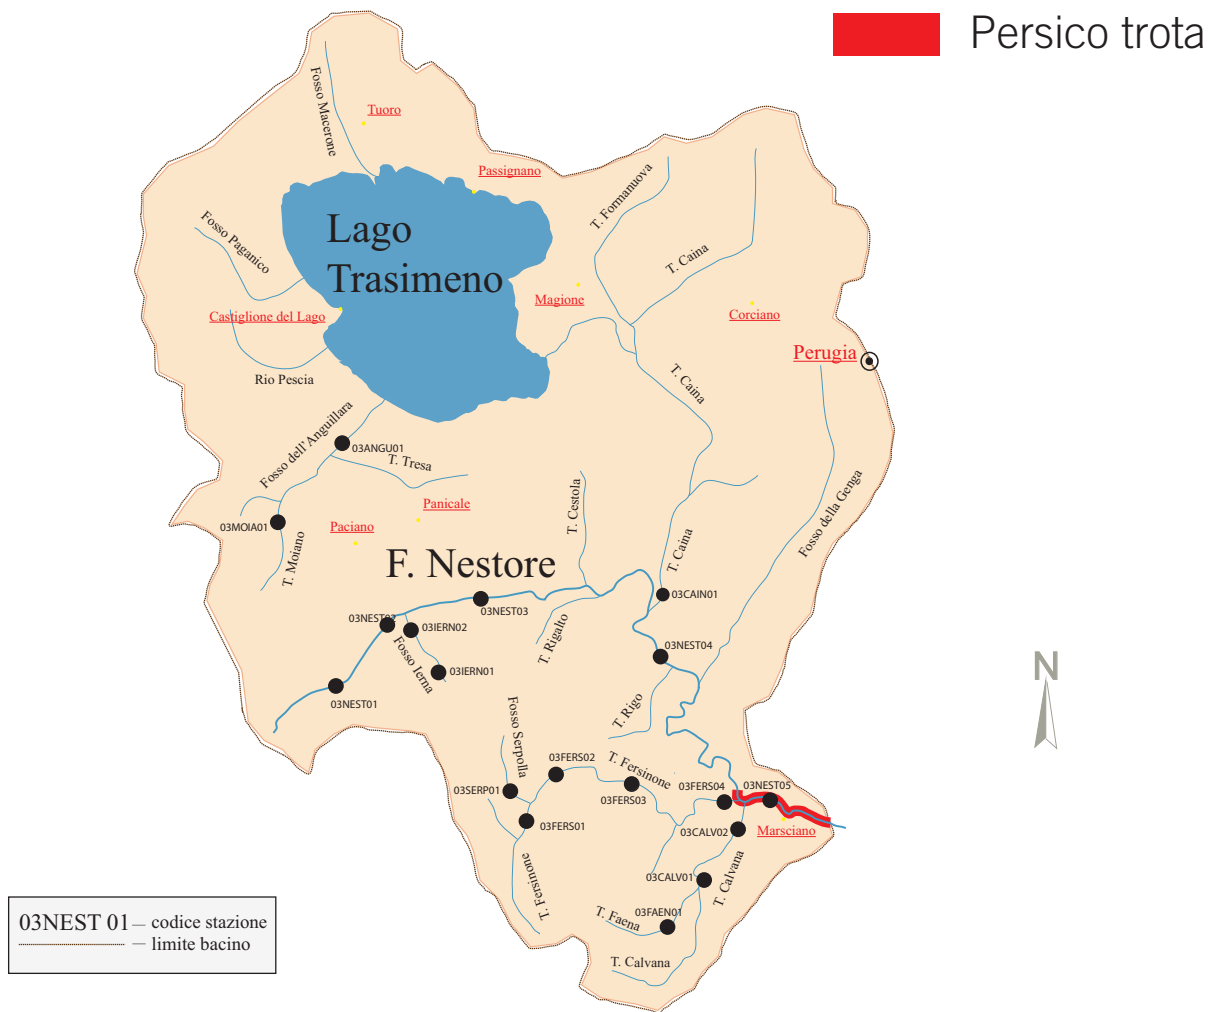 Persico trota
Fosso Macerone
Tuoro
Passignano
T. Formanuova
Lago
Trasimeno
Fosso Paganico
T. Caina
Magione
Castiglione del Lago
Corciano
Perugia
Rio Pescia
T. Caina
Fosso dell'Anguillara
03ANGU01
T. Tresa
Fosso della Genga
T. Cestola
Panicale
03MOIA01
Paciano
T. Moiano
F. Nestore
T. Caina
03CAIN01
03NEST03
03NEST02
03IERN02
T. Rigalto
03NEST04
Fosso Ierna
03IERN01
03NEST01
T. Rigo
Fosso Serpolla
03FERS02
T. Fersinone
03SERP01
03FERS03
03FERS04
03NEST05
03FERS01
03CALV02
Marsciano
T. Fersinone
03CALV01
T. Calvana
03FAEN01
T. Faena
T. Calvana
N
03NEST 01 – codice stazione
– limite bacino